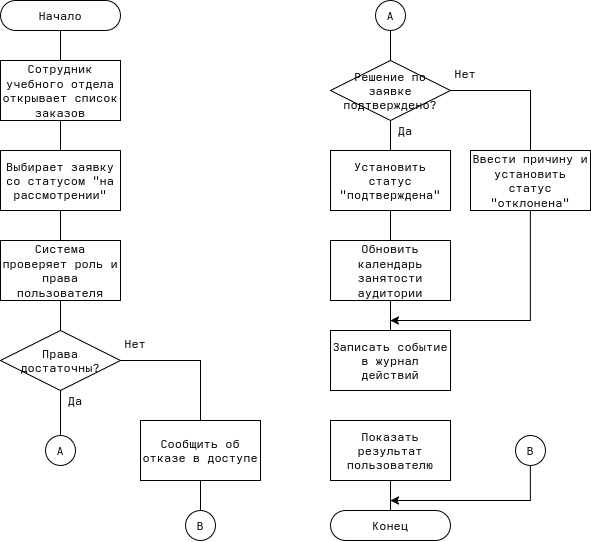 Начало
Сотрудник
учебного отдела
открывает список
заказов
Выбирает заявку
со статусом "на
рассмотрении"
Система
проверяет роль и
права
пользователя
Права
достаточны?
Нет
Да
А
Сообщить об
отказе в доступе
В
А
Решение по
заявке
подтверждено?
Нет
Да
Установить
статус
"подтверждена"
Ввести причину и
установить
статус
"отклонена"
Обновить
календарь
занятости
аудитории
Записать событие
в журнал
действий
Показать
результат
пользователю
В
Конец